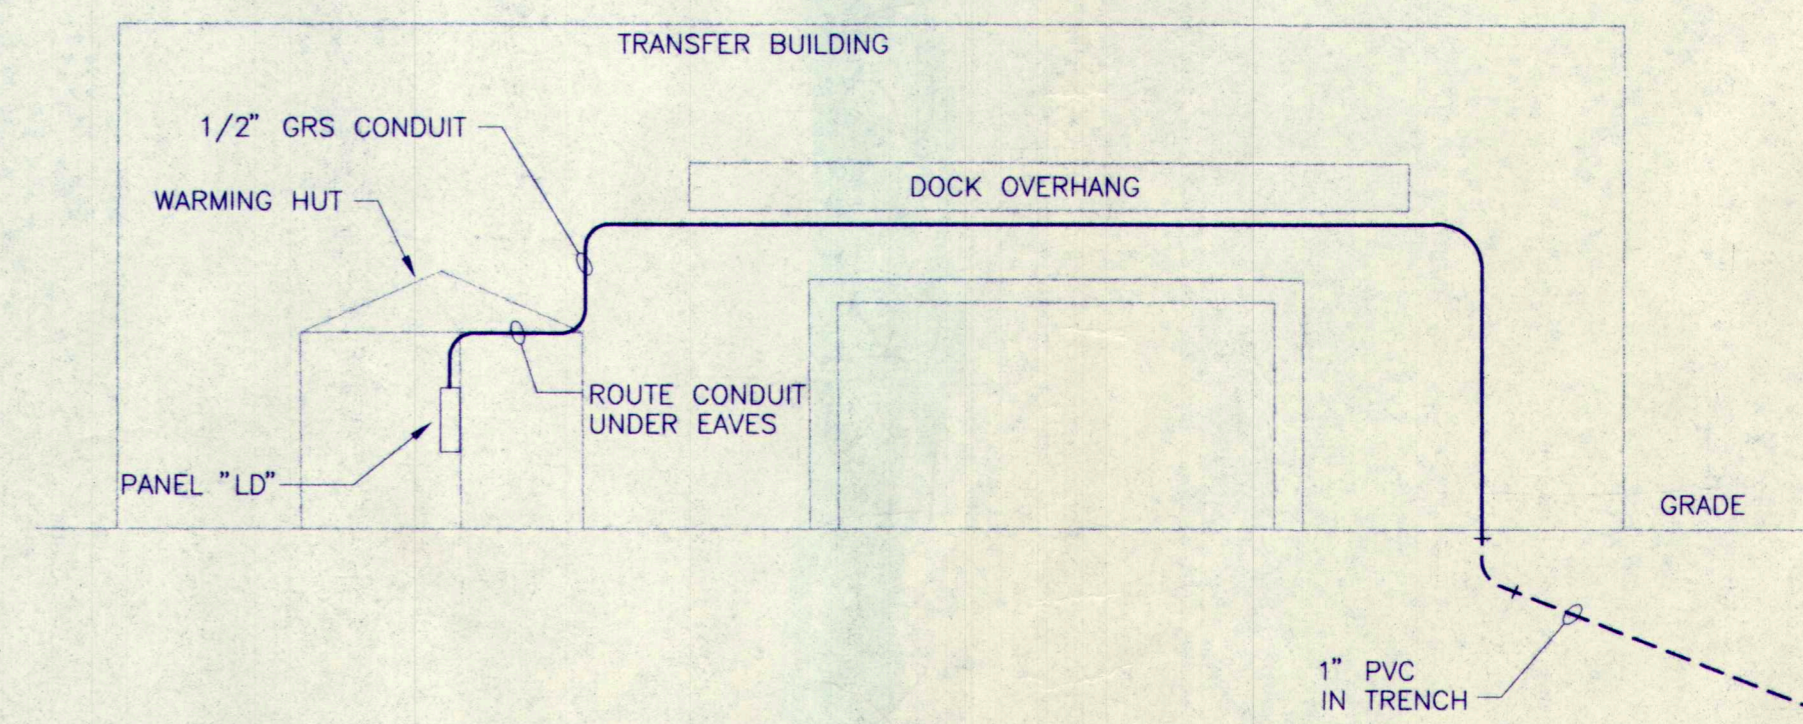 TRANSFER BUILDING
1/2" GRS CONDUIT
WARMING HUT
DOCK OVERHANG
ROUTE CONDUIT
UNDER EAVES
PANEL "LD"
GRADE
1" PVC
IN TRENCH